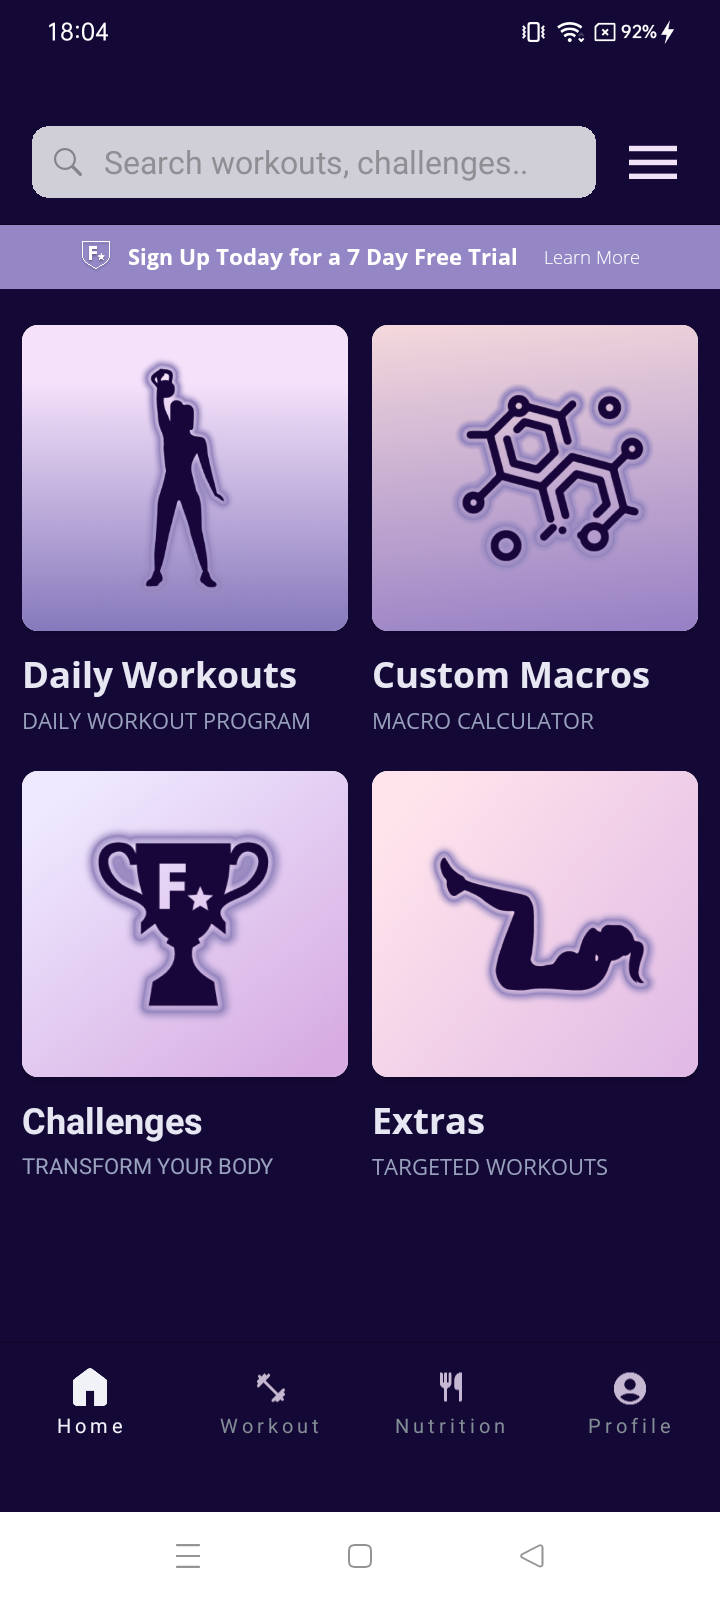 18:04
92%
Search workouts, challenges..
F
Sign Up Today for a 7 Day Free Trial Learn More
Daily Workouts
Custom Macros
DAILY WORKOUT PROGRAM
MACRO CALCULATOR
F
Challenges
Extras
TRANSFORM YOUR BODY
TARGETED WORKOUTS
Home
Workout
Nutrition
Profile